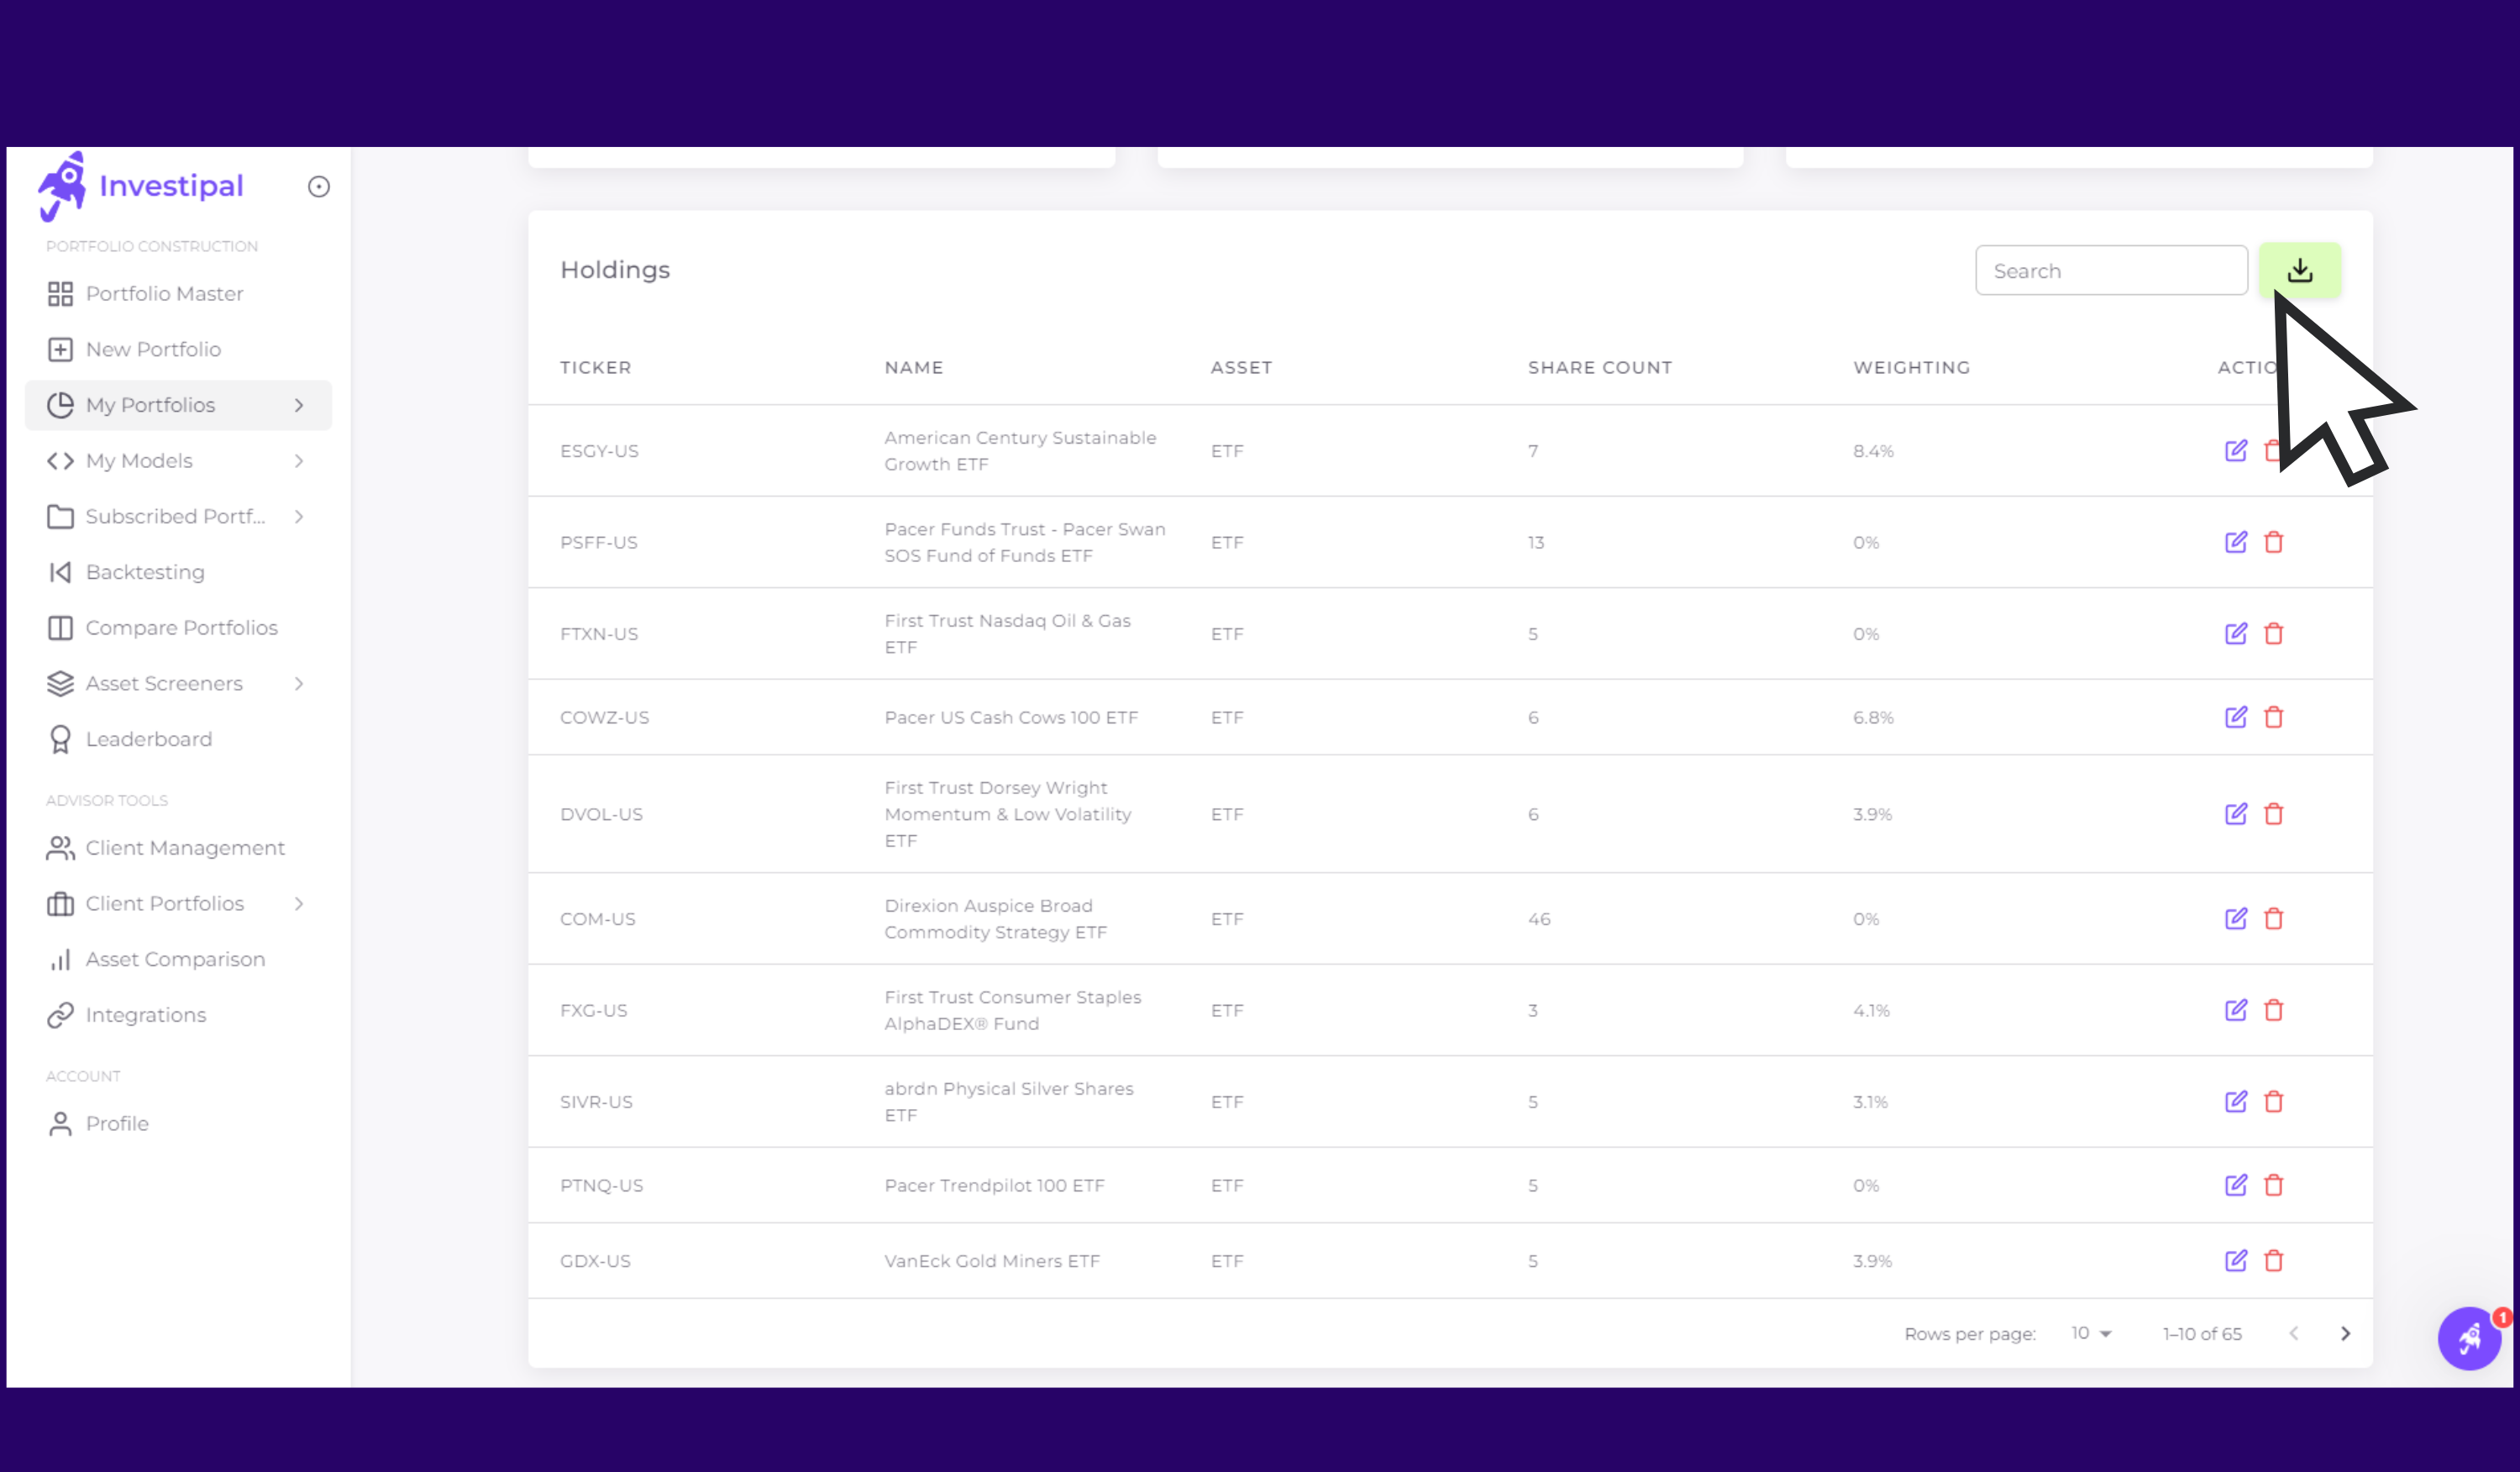 Investipal
PORTFOLIO CONSTRUCTION
Portfolio Master
New Portfolio
My Portfolios
My Models
Subscribed Portf...
Backtesting
Compare Portfolios
Asset Screeners
Leaderboard
ADVISOR TOOLS
Client Management
Client Portfolios
Asset Comparison
Integrations
ACCOUNT
Profile
Holdings
Search
TICKER NAME ASSET SHARE COUNT WEIGHTING ACTIO
ESGY-US American Century Sustainable ETF 7 8.4%
Growth ETF
PSFF-US Pacer Funds Trust - Pacer Swan ETF 13 0%
SOS Fund of Funds ETF
FTXN-US First Trust Nasdaq Oil & Gas ETF 5 0%
ETF
COWZ-US Pacer US Cash Cows 100 ETF ETF 6 6.8%
First Trust Dorsey Wright
DVOL-US Momentum & Low Volatility ETF 6 3.9%
ETF
COM-US Direxion Auspice Broad ETF 46 0%
Commodity Strategy ETF
FXG-US First Trust Consumer Staples ETF 3 4.1%
AlphaDEX® Fund
SIVR-US abrdn Physical Silver Shares ETF 5 3.1%
ETF
PTNQ-US Pacer Trendpilot 100 ETF ETF 5 0%
GDX-US VanEck Gold Miners ETF ETF 5 3.9%
Rows per page: 10 1–10 of 65
1